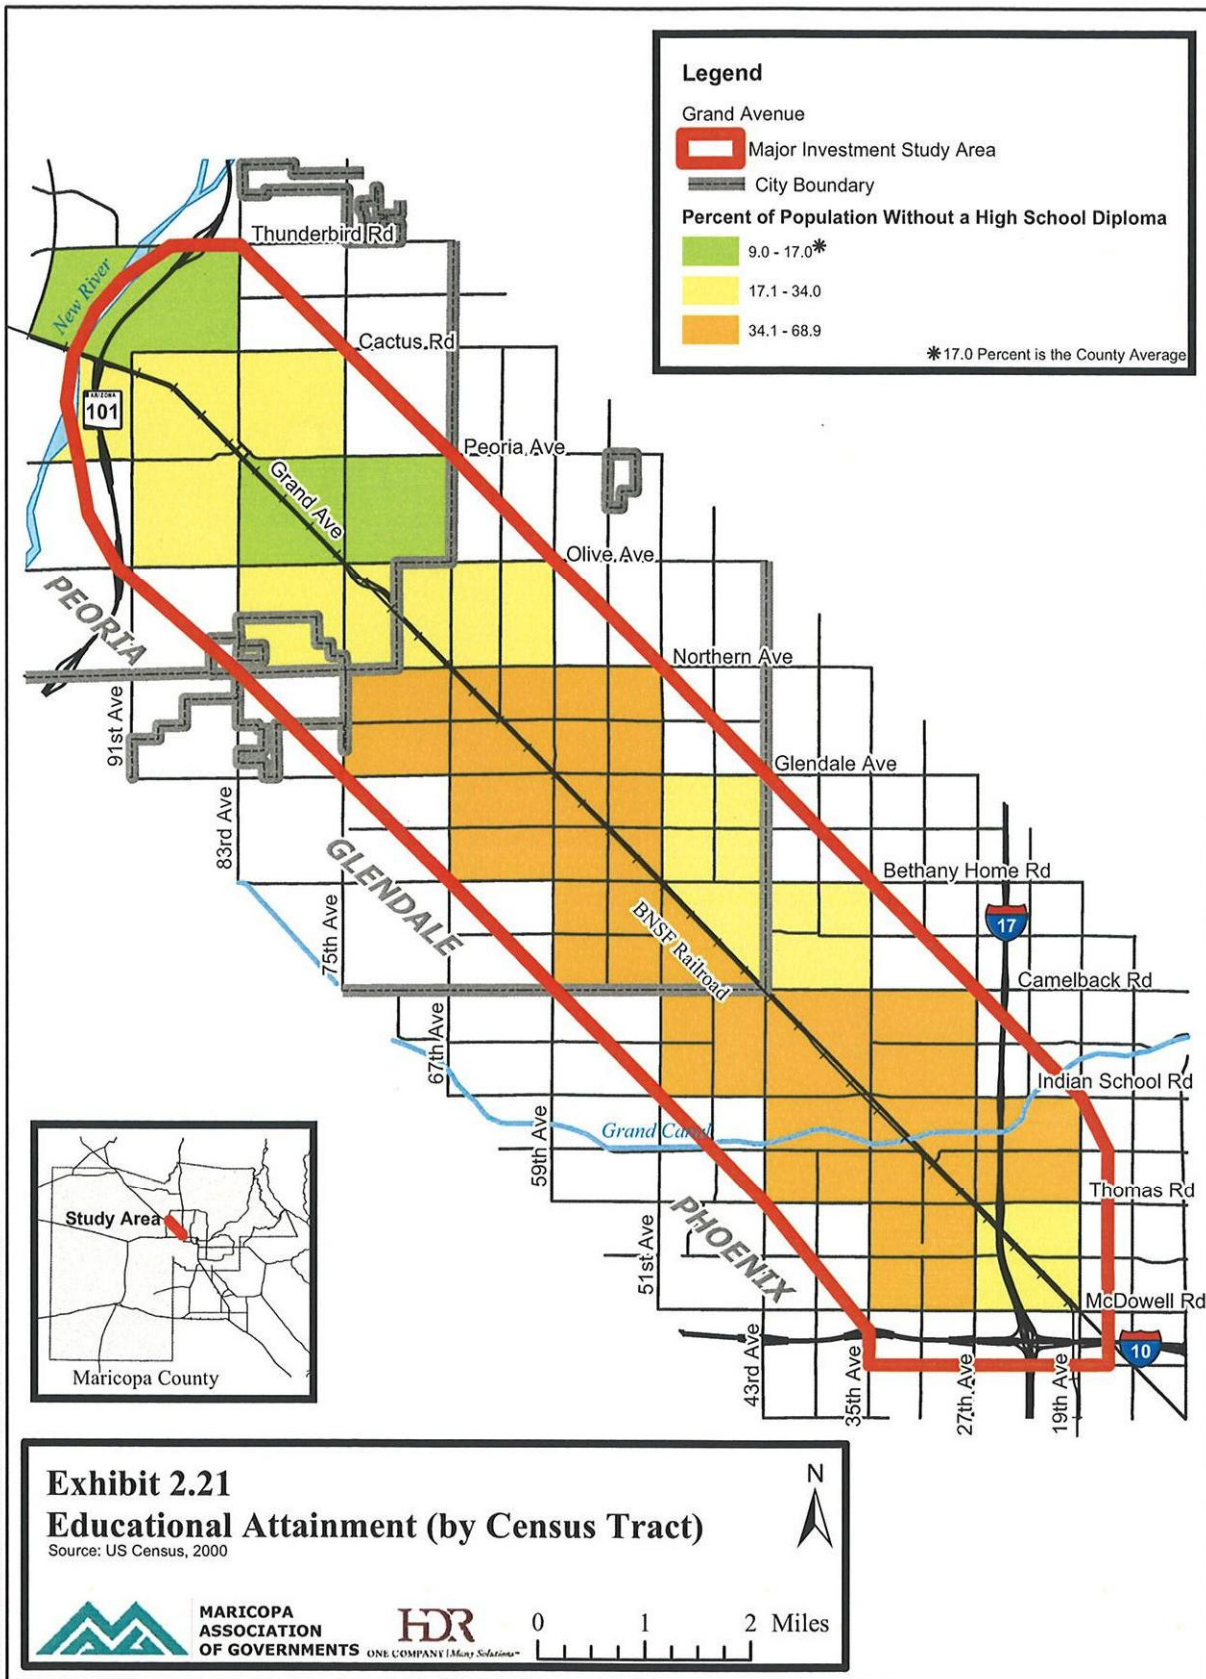 Legend
Grand Avenue
Major Investment Study Area
City Boundary
Percent of Population Without a High School Diploma
9.0 - 17.0*
17.1 - 34.0
34.1 - 68.9
*17.0 Percent is the County Average
Thunderbird Rd
New River
Cactus Rd
ARIZONA
101
Peoria Ave
Grand Ave
Olive Ave
PEORIA
Northern Ave
91st Ave
Glendale Ave
83rd Ave
GLENDALE
Bethany Home Rd
17
BNSF Railroad
75th Ave
Camelback Rd
67th Ave
Indian School Rd
Grand Canal
59th Ave
Thomas Rd
51st Ave
PHOENIX
McDowell Rd
10
43rd Ave
35th Ave
27th Ave
19th Ave
Study Area
Maricopa County
Exhibit 2.21
Educational Attainment (by Census Tract)
Source: US Census, 2000
N
MARICOPA
ASSOCIATION
OF GOVERNMENTS
HDR
ONE COMPANY | Many Solutions
0 1 2 Miles